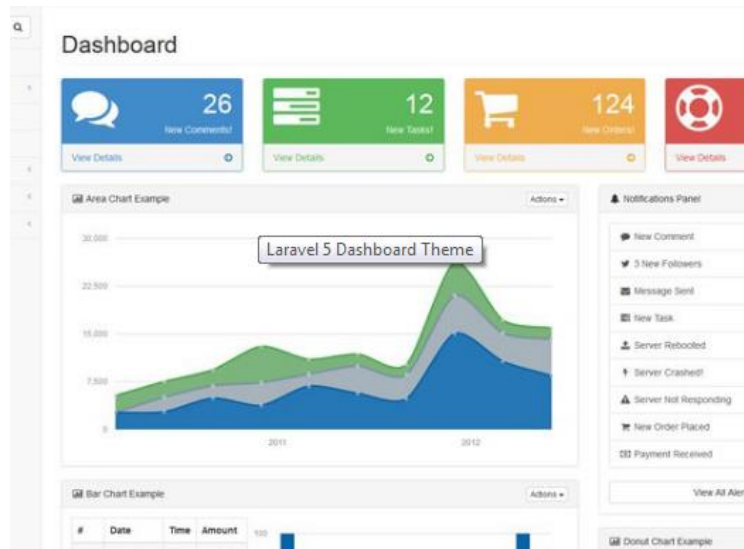 Dashboard
26
New Comments!
View Details
12
New Tasks!
View Details
124
New Orders!
View Details
View Details
Area Chart Example
Actions
30,000
22,500
15,000
7,500
0
2011
2012
Laravel 5 Dashboard Theme
Notifications Panel
New Comment
3 New Followers
Message Sent
New Task
Server Rebooted
Server Crashed!
Server Not Responding
New Order Placed
Payment Received
View All Aler
Bar Chart Example
Actions
# Date Time Amount
100
Donut Chart Example